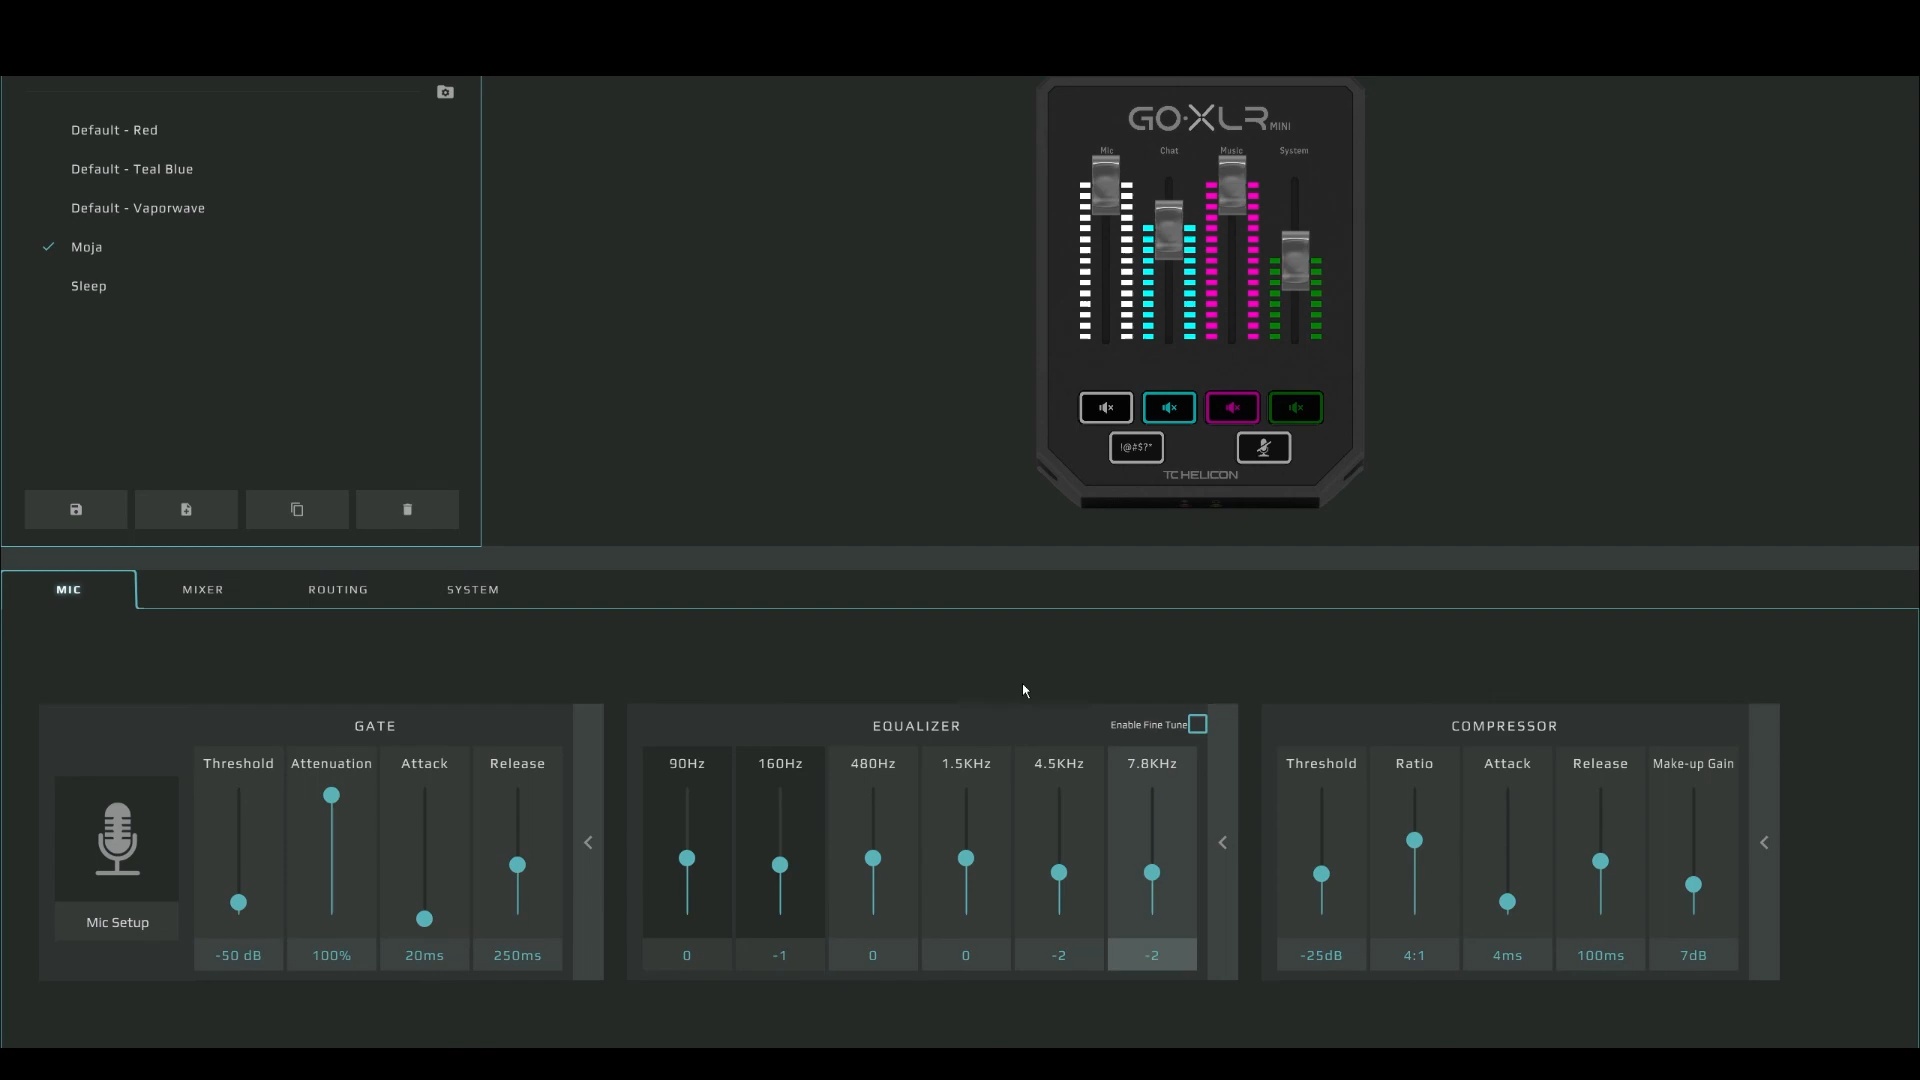 Default - Red
Default - Teal Blue
Default - Vaporwave
Moja
Sleep
GO·XLR MINI
Mic Chat Music System
!@#$?*
TC HELICON
MIC MIXER ROUTING SYSTEM
Mic Setup
GATE
Threshold Attenuation Attack Release
-50 dB 100% 20ms 250ms
EQUALIZER Enable Fine Tune
90Hz 160Hz 480Hz 1.5KHz 4.5KHz 7.8KHz
0 -1 0 0 -2 -2
COMPRESSOR
Threshold Ratio Attack Release Make-up Gain
-25dB 4:1 4ms 100ms 7dB